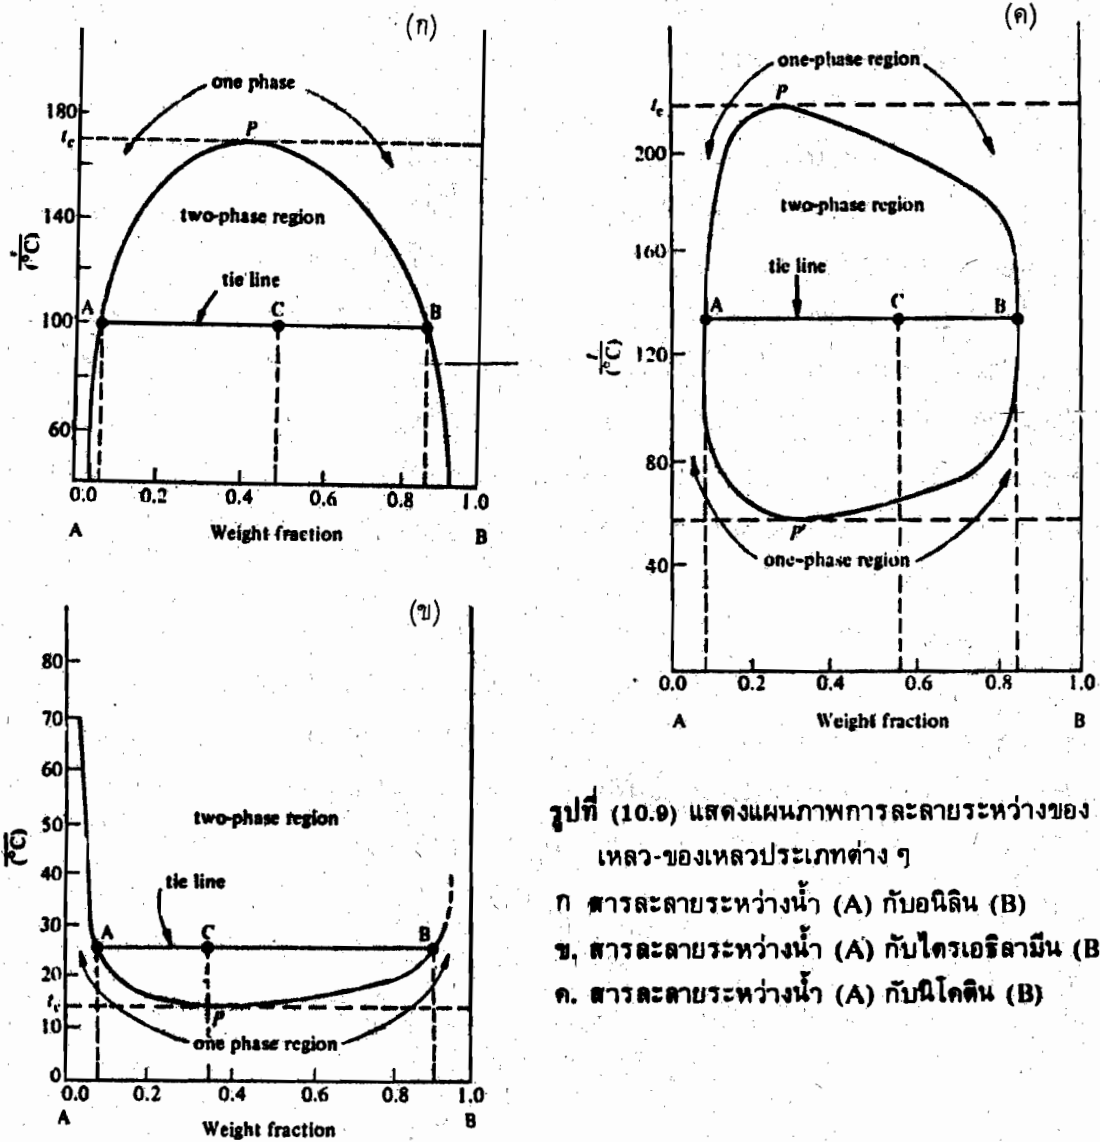 (ก)
one phase
180
t_c
P
140
two-phase region
(°C)
tie line
A
C
B
100
60
0.0
0.2
0.4
0.6
0.8
1.0
A
Weight fraction
B
(ค)
one-phase region
P
t_c
200
two-phase region
160
tie line
A
C
B
t
(°C)
120
80
P'
one-phase region
40
0.0
0.2
0.4
0.6
0.8
1.0
A
Weight fraction
B
(ข)
80
70
60
two-phase region
50
(°C)
40
tie line
30
A
C
B
20
t_c
P'
10
one phase region
0
0.0
0.2
0.4
0.6
0.8
1.0
A
Weight fraction
B
รูปที่ (10.9) แสดงแผนภาพการละลายระหว่างของ
เหลว-ของเหลวประเภทต่าง ๆ
ก สารละลายระหว่างน้ำ (A) กับอนิลิน (B)
ข. สารละลายระหว่างน้ำ (A) กับไตรเอธิลามีน (B
ค. สารละลายระหว่างน้ำ (A) กับนิโคติน (B)